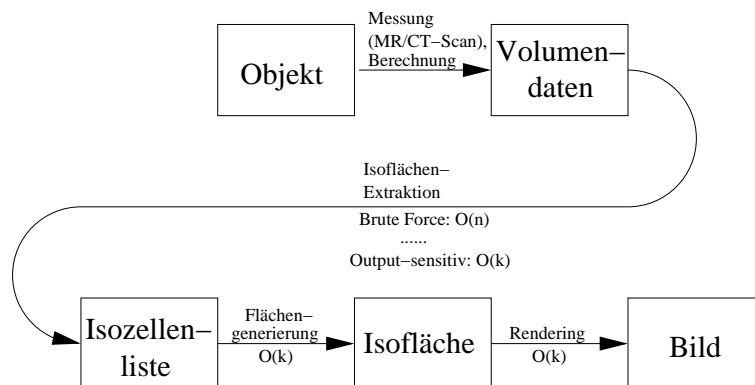 Objekt
Messung
(MR/CT−Scan),
Berechnung
Volumen−
daten
Isoflächen−
Extraktion
Brute Force: O(n)
......
Output−sensitiv: O(k)
Isozellen−
liste
Flächen−
generierung
O(k)
Isofläche
Rendering
O(k)
Bild